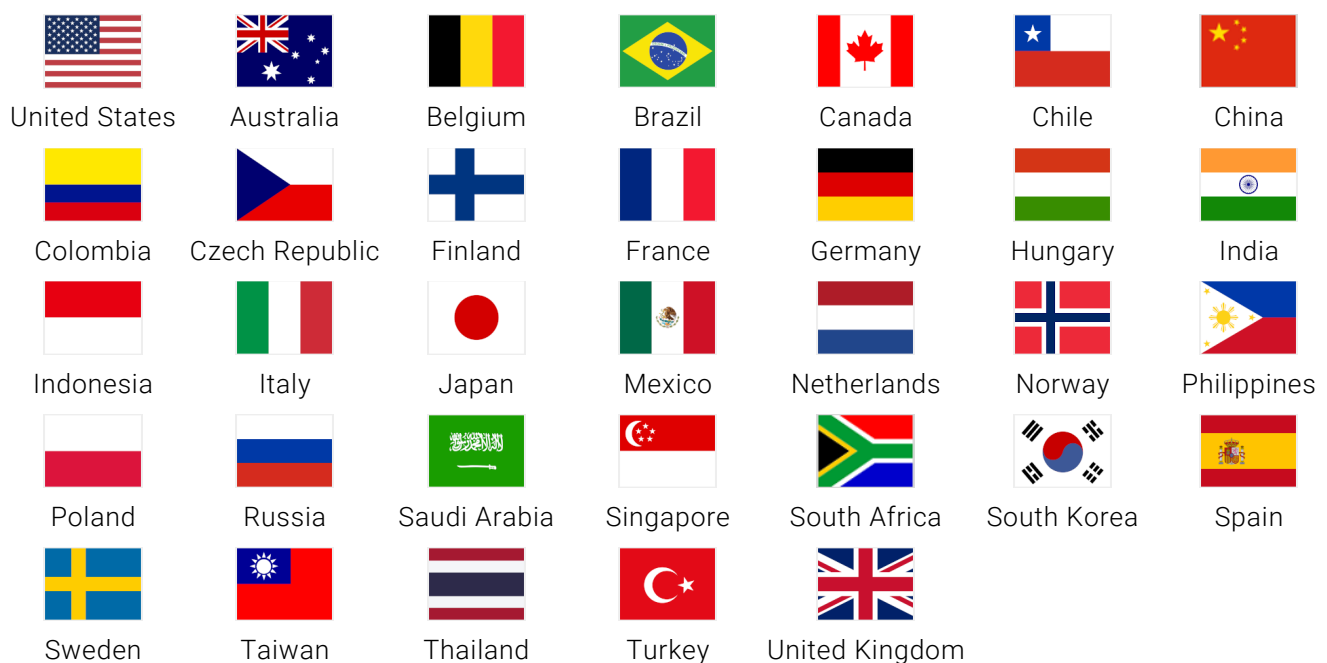 United States Australia Belgium Brazil Canada Chile China
Colombia Czech Republic Finland France Germany Hungary India
Indonesia Italy Japan Mexico Netherlands Norway Philippines
Poland Russia Saudi Arabia Singapore South Africa South Korea Spain
Sweden Taiwan Thailand Turkey United Kingdom